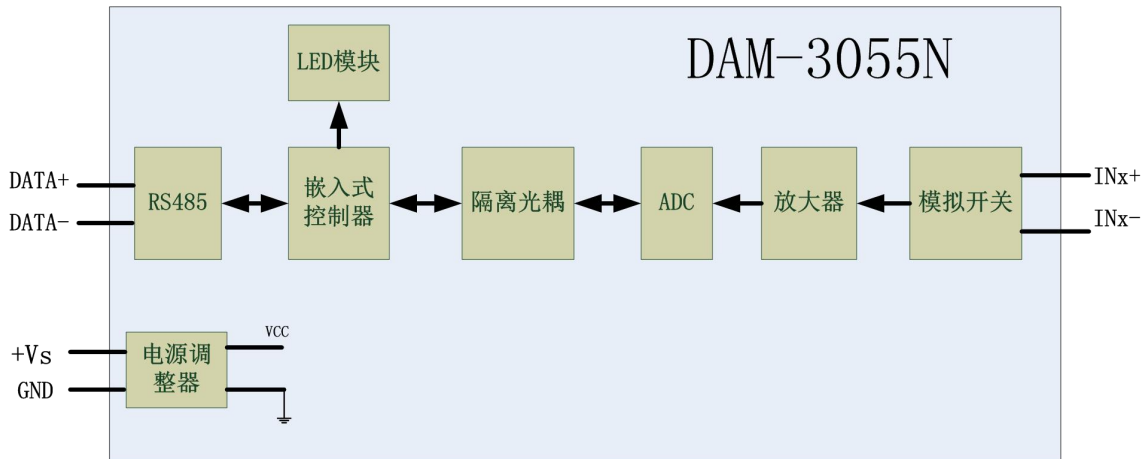 LED模块
DAM-3055N
DATA+
DATA-
RS485
嵌入式
控制器
隔离光耦
ADC
放大器
模拟开关
INx+
INx-
+Vs
GND
电源调
整器
VCC